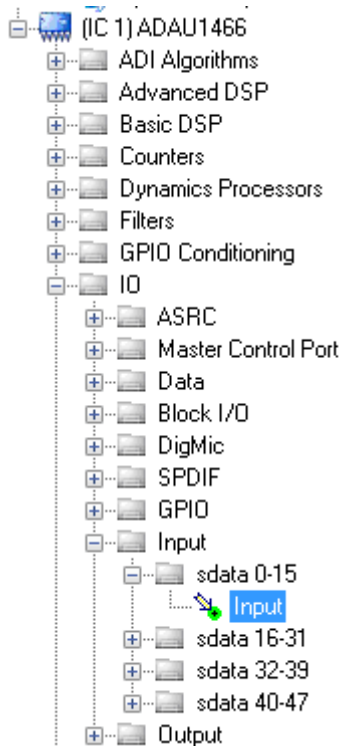 (IC 1) ADAU1466
ADI Algorithms
Advanced DSP
Basic DSP
Counters
Dynamics Processors
Filters
GPIO Conditioning
IO
ASRC
Master Control Port
Data
Block I/O
DigMic
SPDIF
GPIO
Input
sdata 0-15
Input
sdata 16-31
sdata 32-39
sdata 40-47
Output